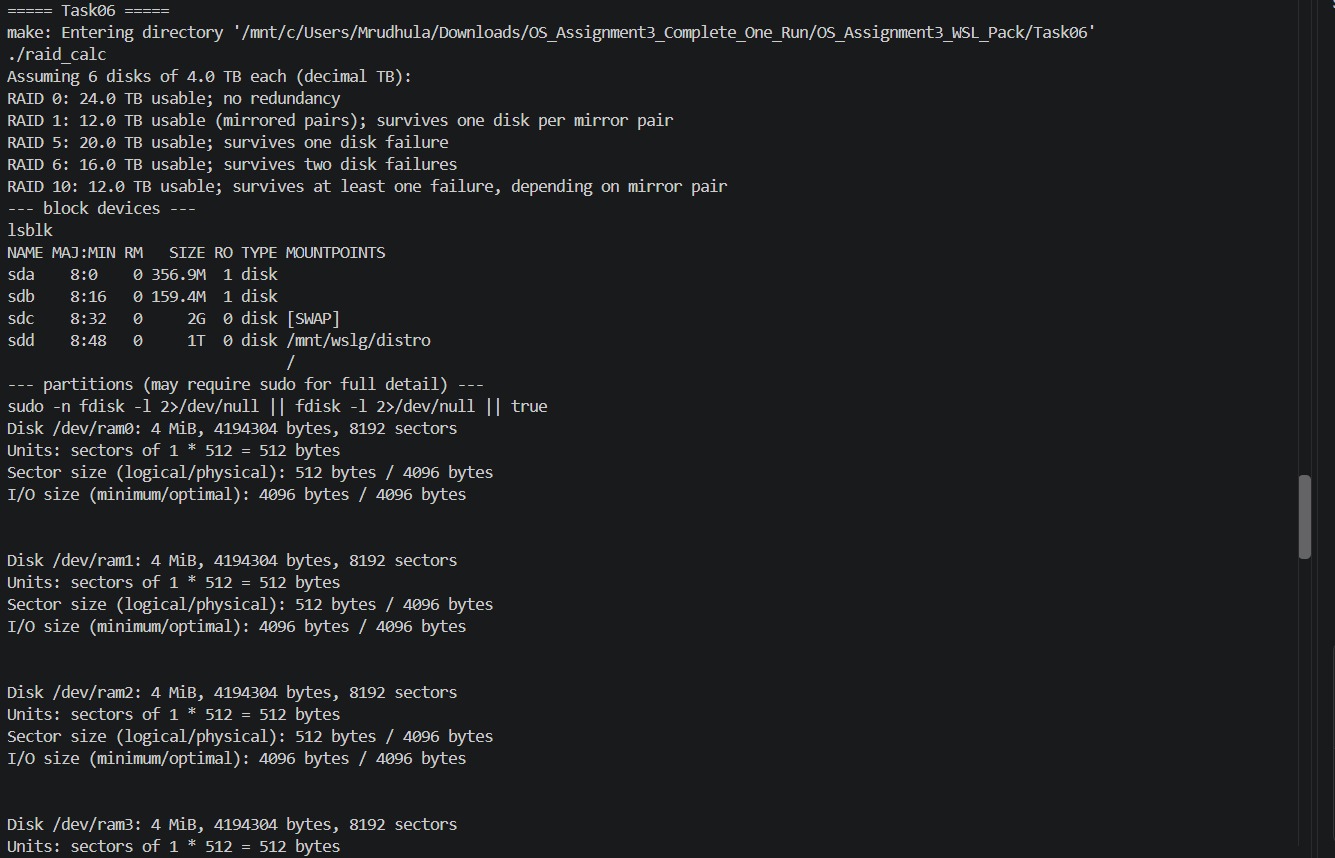 ===== Task06 =====
make: Entering directory '/mnt/c/Users/Mrudhula/Downloads/OS_Assignment3_Complete_One_Run/OS_Assignment3_WSL_Pack/Task06'
./raid_calc
Assuming 6 disks of 4.0 TB each (decimal TB):
RAID 0: 24.0 TB usable; no redundancy
RAID 1: 12.0 TB usable (mirrored pairs); survives one disk per mirror pair
RAID 5: 20.0 TB usable; survives one disk failure
RAID 6: 16.0 TB usable; survives two disk failures
RAID 10: 12.0 TB usable; survives at least one failure, depending on mirror pair
--- block devices ---
lsblk
NAME MAJ:MIN RM   SIZE RO TYPE MOUNTPOINTS
sda    8:0    0 356.9M  1 disk
sdb    8:16   0 159.4M  1 disk
sdc    8:32   0     2G  0 disk [SWAP]
sdd    8:48   0     1T  0 disk /mnt/wslg/distro
                               /
--- partitions (may require sudo for full detail) ---
sudo -n fdisk -l 2>/dev/null || fdisk -l 2>/dev/null || true
Disk /dev/ram0: 4 MiB, 4194304 bytes, 8192 sectors
Units: sectors of 1 * 512 = 512 bytes
Sector size (logical/physical): 512 bytes / 4096 bytes
I/O size (minimum/optimal): 4096 bytes / 4096 bytes
Disk /dev/ram1: 4 MiB, 4194304 bytes, 8192 sectors
Units: sectors of 1 * 512 = 512 bytes
Sector size (logical/physical): 512 bytes / 4096 bytes
I/O size (minimum/optimal): 4096 bytes / 4096 bytes
Disk /dev/ram2: 4 MiB, 4194304 bytes, 8192 sectors
Units: sectors of 1 * 512 = 512 bytes
Sector size (logical/physical): 512 bytes / 4096 bytes
I/O size (minimum/optimal): 4096 bytes / 4096 bytes
Disk /dev/ram3: 4 MiB, 4194304 bytes, 8192 sectors
Units: sectors of 1 * 512 = 512 bytes